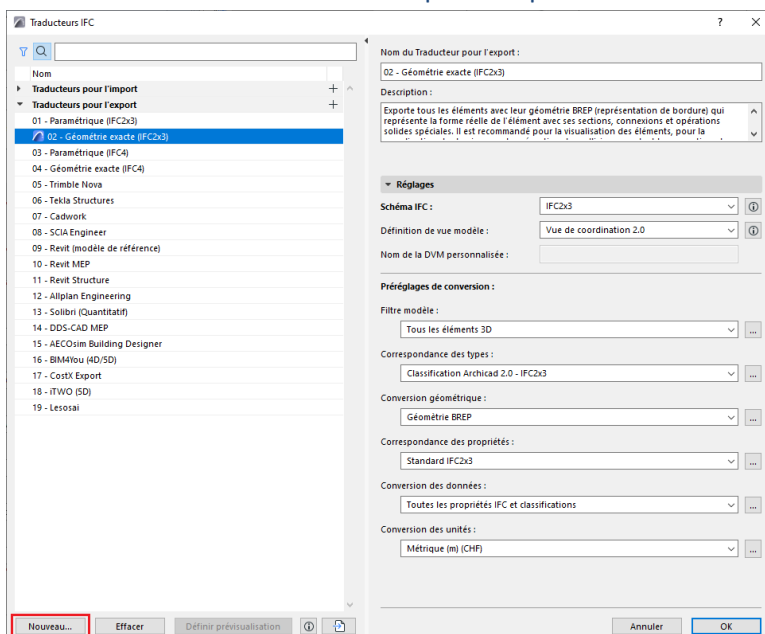 Traducteurs IFC
?
Nom
Traducteurs pour l'import
Traducteurs pour l'export
01 - Paramétrique (IFC2x3)
02 - Géométrie exacte (IFC2x3)
03 - Paramétrique (IFC4)
04 - Géométrie exacte (IFC4)
05 - Trimble Nova
06 - Tekla Structures
07 - Cadwork
08 - SCIA Engineer
09 - Revit (modèle de référence)
10 - Revit MEP
11 - Revit Structure
12 - Allplan Engineering
13 - Solibri (Quantitatif)
14 - DDS-CAD MEP
15 - AECOsim Building Designer
16 - BIM4You (4D/5D)
17 - CostX Export
18 - iTWO (5D)
19 - Lesosai
Nouveau...
Effacer
Définir prévisualisation
Nom du Traducteur pour l'export :
02 - Géométrie exacte (IFC2x3)
Description :
Exporte tous les éléments avec leur géométrie BREP (représentation de bordure) qui
représente la forme réelle de l'élément avec ses sections, connexions et opérations
solides spéciales. Il est recommandé pour la visualisation des éléments, pour la
Réglages
Schéma IFC :
IFC2x3
Définition de vue modèle :
Vue de coordination 2.0
Nom de la DVM personnalisée :
Préréglages de conversion :
Filtre modèle :
Tous les éléments 3D
...
Correspondance des types :
Classification Archicad 2.0 - IFC2x3
...
Conversion géométrique :
Géométrie BREP
...
Correspondance des propriétés :
Standard IFC2x3
...
Conversion des données :
Toutes les propriétés IFC et classifications
...
Conversion des unités :
Métrique (m) (CHF)
...
Annuler
OK